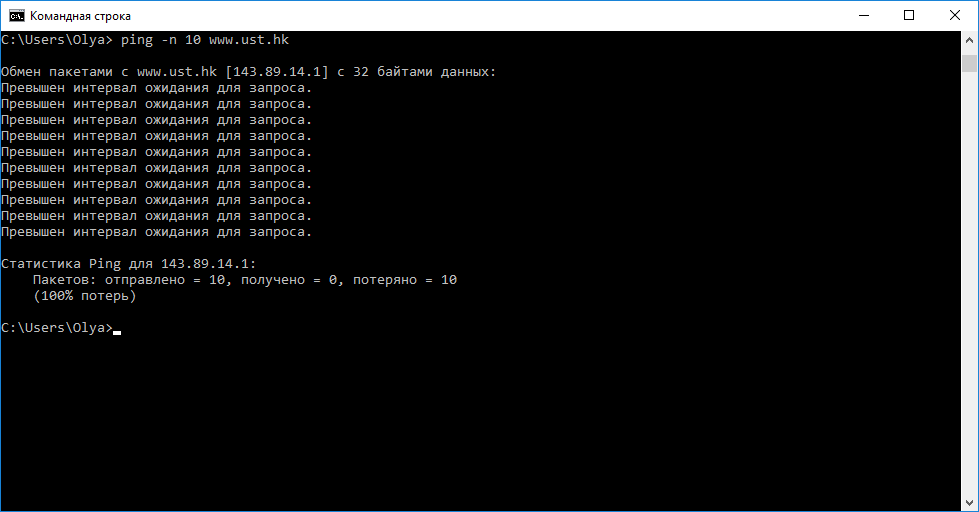 Командная строка
C:\Users\Olya> ping -n 10 www.ust.hk
Обмен пакетами с www.ust.hk [143.89.14.1] с 32 байтами данных:
Превышен интервал ожидания для запроса.
Превышен интервал ожидания для запроса.
Превышен интервал ожидания для запроса.
Превышен интервал ожидания для запроса.
Превышен интервал ожидания для запроса.
Превышен интервал ожидания для запроса.
Превышен интервал ожидания для запроса.
Превышен интервал ожидания для запроса.
Превышен интервал ожидания для запроса.
Превышен интервал ожидания для запроса.
Статистика Ping для 143.89.14.1:
Пакетов: отправлено = 10, получено = 0, потеряно = 10
(100% потерь)
C:\Users\Olya>